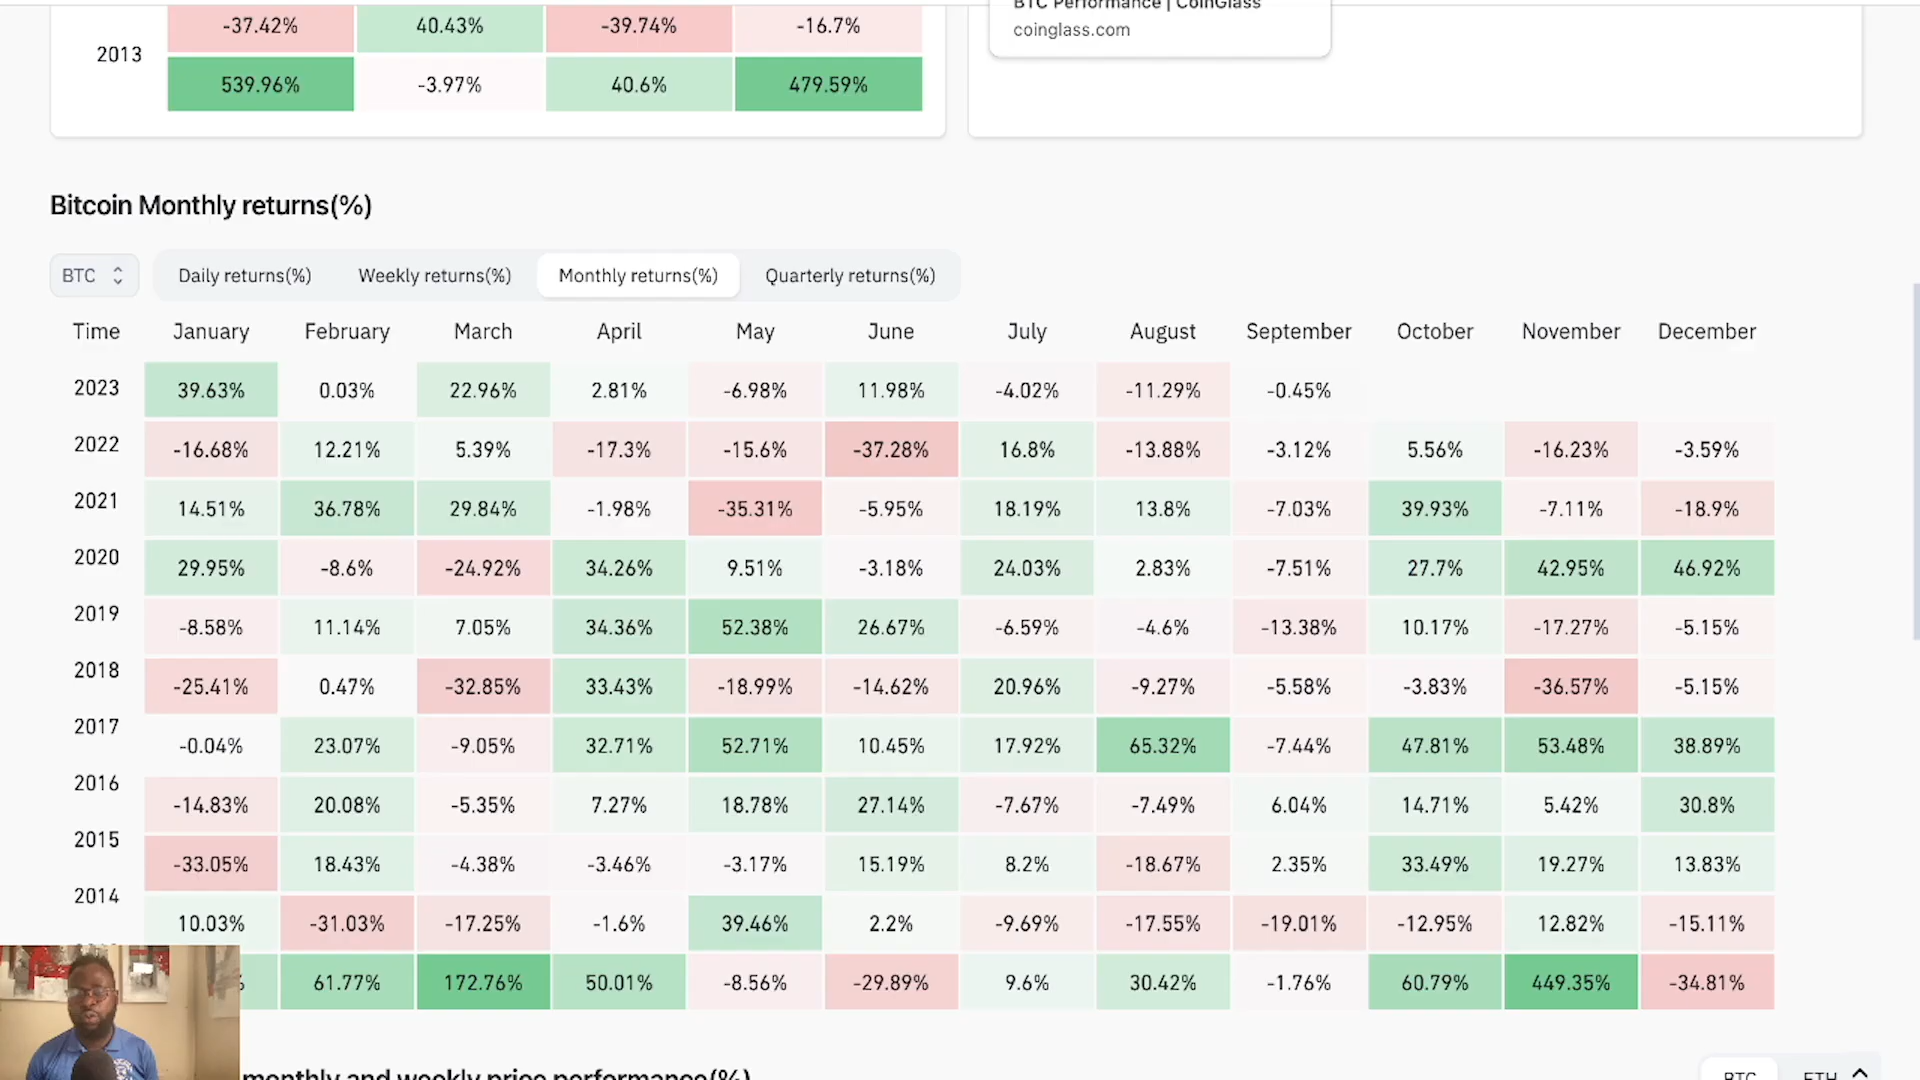 BTC Performance | CoinGlass
coinglass.com
-37.42% 40.43% -39.74% -16.7%
2013
539.96% -3.97% 40.6% 479.59%
Bitcoin Monthly returns(%)
BTC Daily returns(%) Weekly returns(%) Monthly returns(%) Quarterly returns(%)
Time January February March April May June July August September October November December
2023 39.63% 0.03% 22.96% 2.81% -6.98% 11.98% -4.02% -11.29% -0.45%
2022 -16.68% 12.21% 5.39% -17.3% -15.6% -37.28% 16.8% -13.88% -3.12% 5.56% -16.23% -3.59%
2021 14.51% 36.78% 29.84% -1.98% -35.31% -5.95% 18.19% 13.8% -7.03% 39.93% -7.11% -18.9%
2020 29.95% -8.6% -24.92% 34.26% 9.51% -3.18% 24.03% 2.83% -7.51% 27.7% 42.95% 46.92%
2019 -8.58% 11.14% 7.05% 34.36% 52.38% 26.67% -6.59% -4.6% -13.38% 10.17% -17.27% -5.15%
2018 -25.41% 0.47% -32.85% 33.43% -18.99% -14.62% 20.96% -9.27% -5.58% -3.83% -36.57% -5.15%
2017 -0.04% 23.07% -9.05% 32.71% 52.71% 10.45% 17.92% 65.32% -7.44% 47.81% 53.48% 38.89%
2016 -14.83% 20.08% -5.35% 7.27% 18.78% 27.14% -7.67% -7.49% 6.04% 14.71% 5.42% 30.8%
2015 -33.05% 18.43% -4.38% -3.46% -3.17% 15.19% 8.2% -18.67% 2.35% 33.49% 19.27% 13.83%
2014 10.03% -31.03% -17.25% -1.6% 39.46% 2.2% -9.69% -17.55% -19.01% -12.95% 12.82% -15.11%
61.77% 172.76% 50.01% -8.56% -29.89% 9.6% 30.42% -1.76% 60.79% 449.35% -34.81%
monthly and weekly price performance(%) BTC ETH